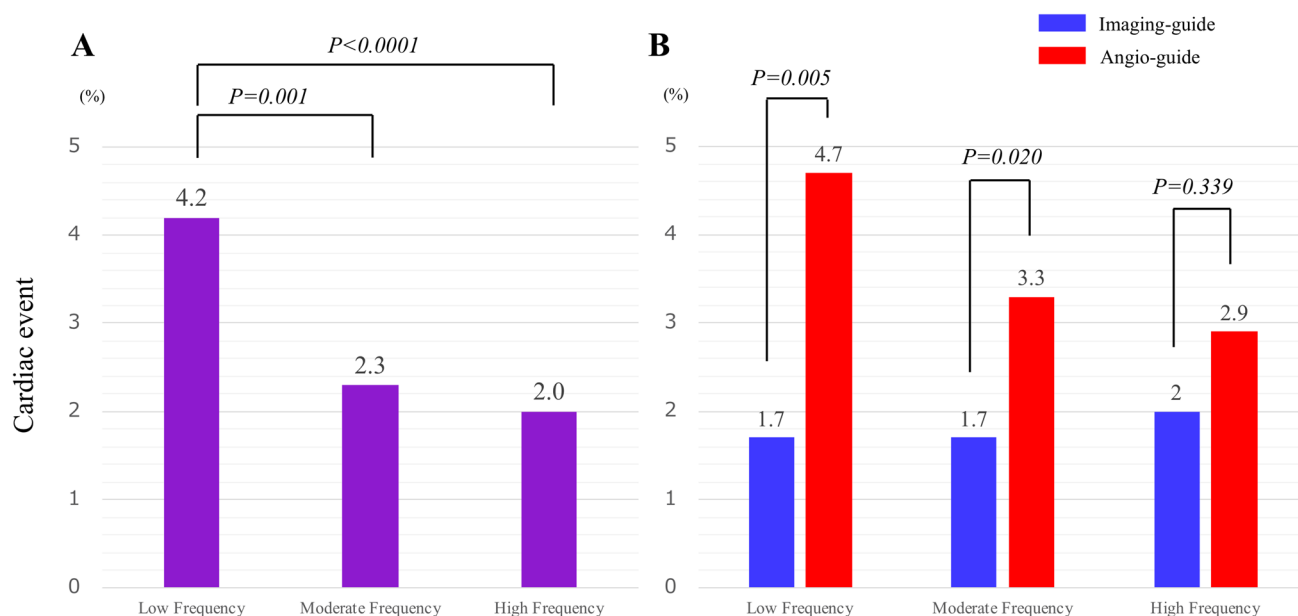 Imaging-guide
Angio-guide
A
P<0.0001
P=0.001
(%)
5
4
3
2
1
0
4.2
2.3
2.0
Cardiac event
Low Frequency
Moderate Frequency
High Frequency
B
(%)
5
4
3
2
1
0
P=0.005
P=0.020
P=0.339
1.7
4.7
1.7
3.3
2
2.9
Low Frequency
Moderate Frequency
High Frequency